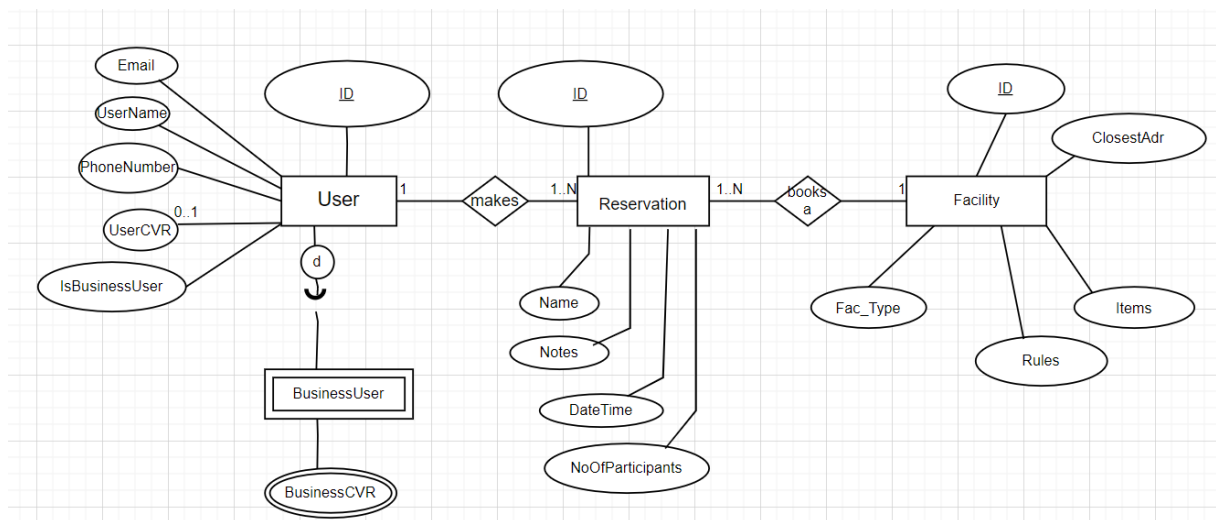 Email
ID
ID
ID
UserName
ClosestAdr
PhoneNumber
User
1
makes
1..N
Reservation
1..N
books
a
1
Facility
0..1
UserCVR
d
IsBusinessUser
Name
Fac_Type
Items
Notes
Rules
BusinessUser
DateTime
NoOfParticipants
BusinessCVR